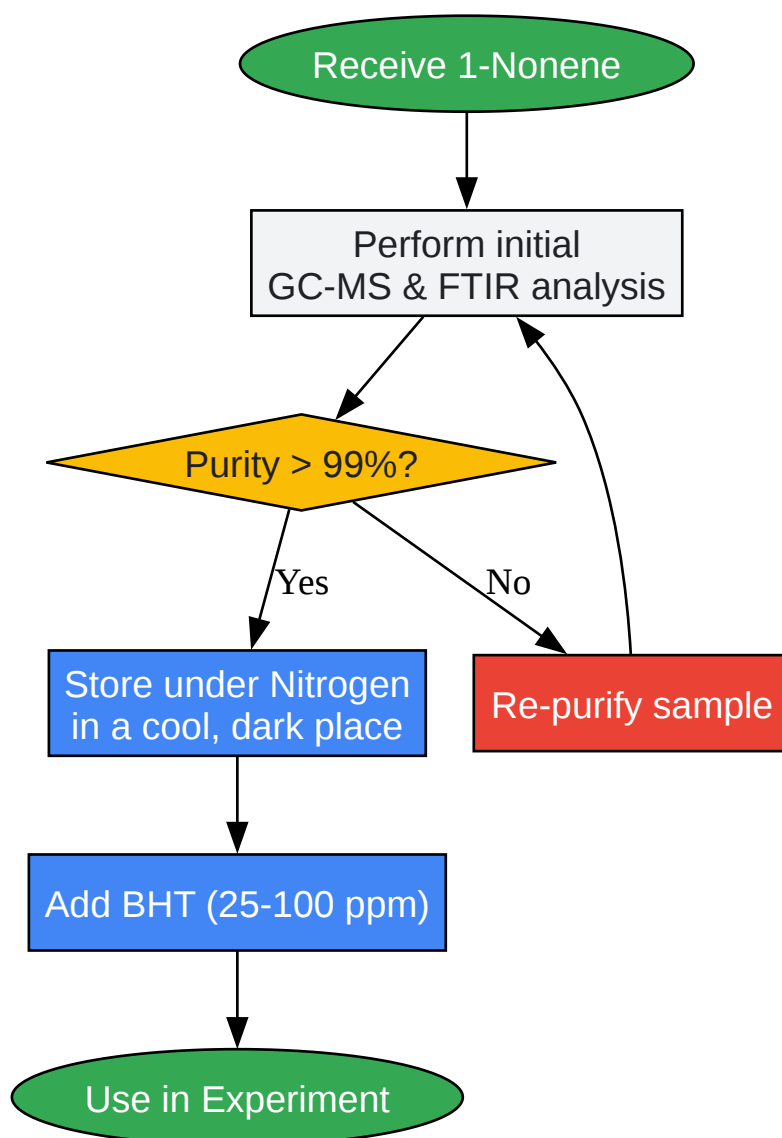 Receive 1-Nonene
Perform initial
GC-MS & FTIR analysis
Purity > 99%?
Yes
No
Store under Nitrogen
in a cool, dark place
Re-purify sample
Add BHT (25-100 ppm)
Use in Experiment